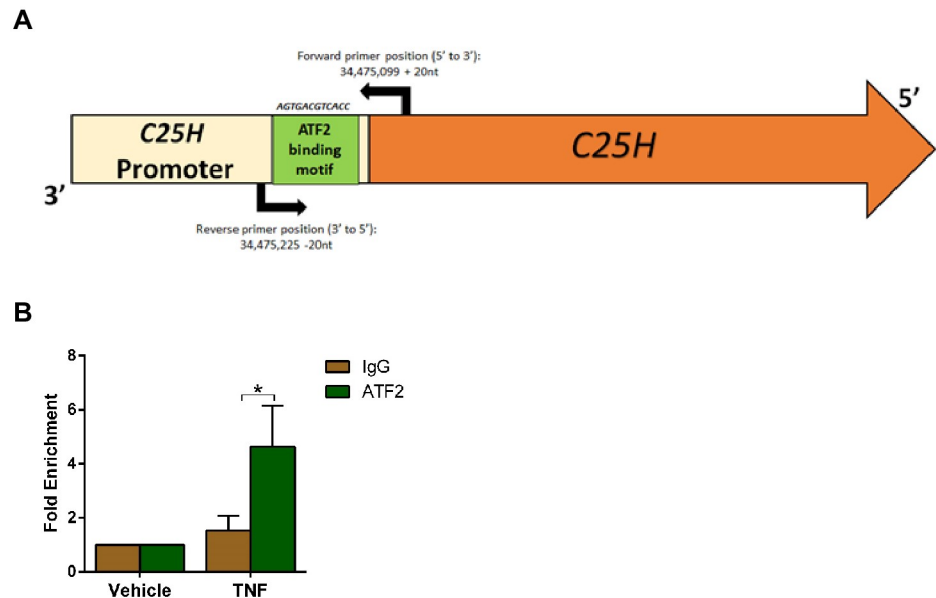 A
Forward primer position (5' to 3'):
34,475,099 + 20nt
AGTGACGTCACC
5'
C25H
Promoter
ATF2
binding
motif
C25H
3'
Reverse primer position (3' to 5'):
34,475,225 -20nt
B
8
6
4
2
0
Fold Enrichment
*
IgG
ATF2
Vehicle
TNF